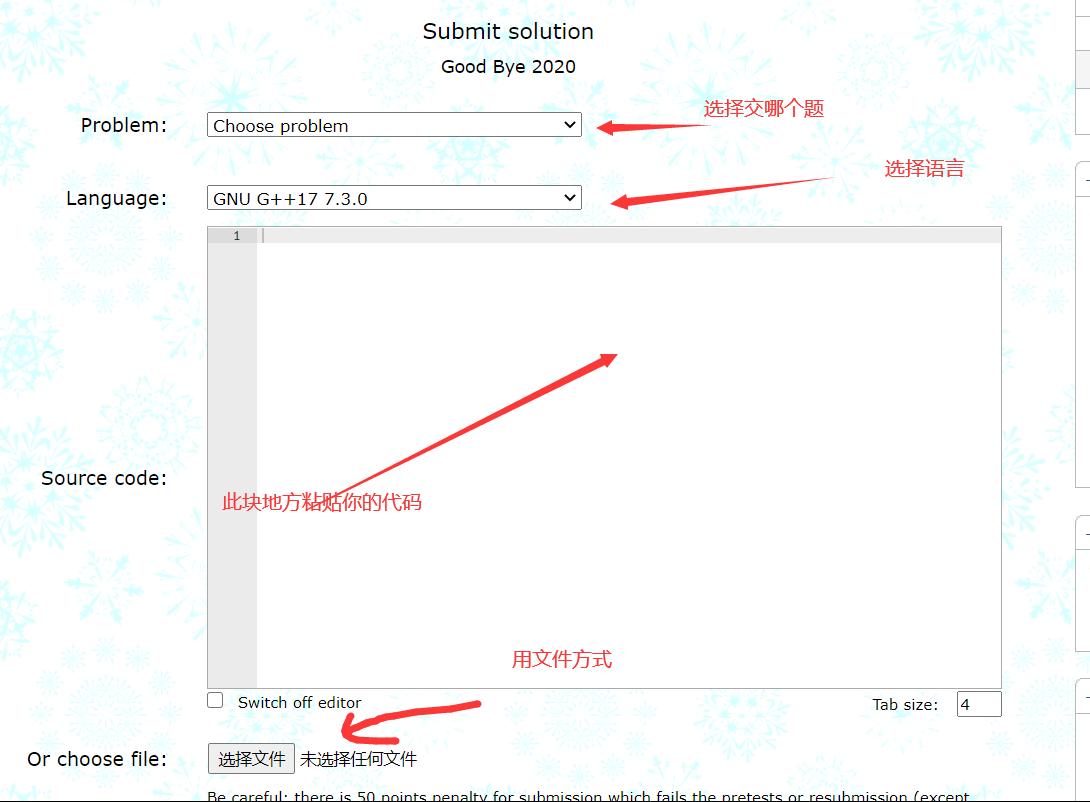 Submit solution
Good Bye 2020
选择交哪个题
Problem: Choose problem
选择语言
Language: GNU G++17 7.3.0
1
Source code:
此块地方粘贴你的代码
用文件方式
Switch off editor Tab size: 4
Or choose file: 选择文件 未选择任何文件
Be careful: there is 50 points penalty for submission which fails the pretests or resubmission (except